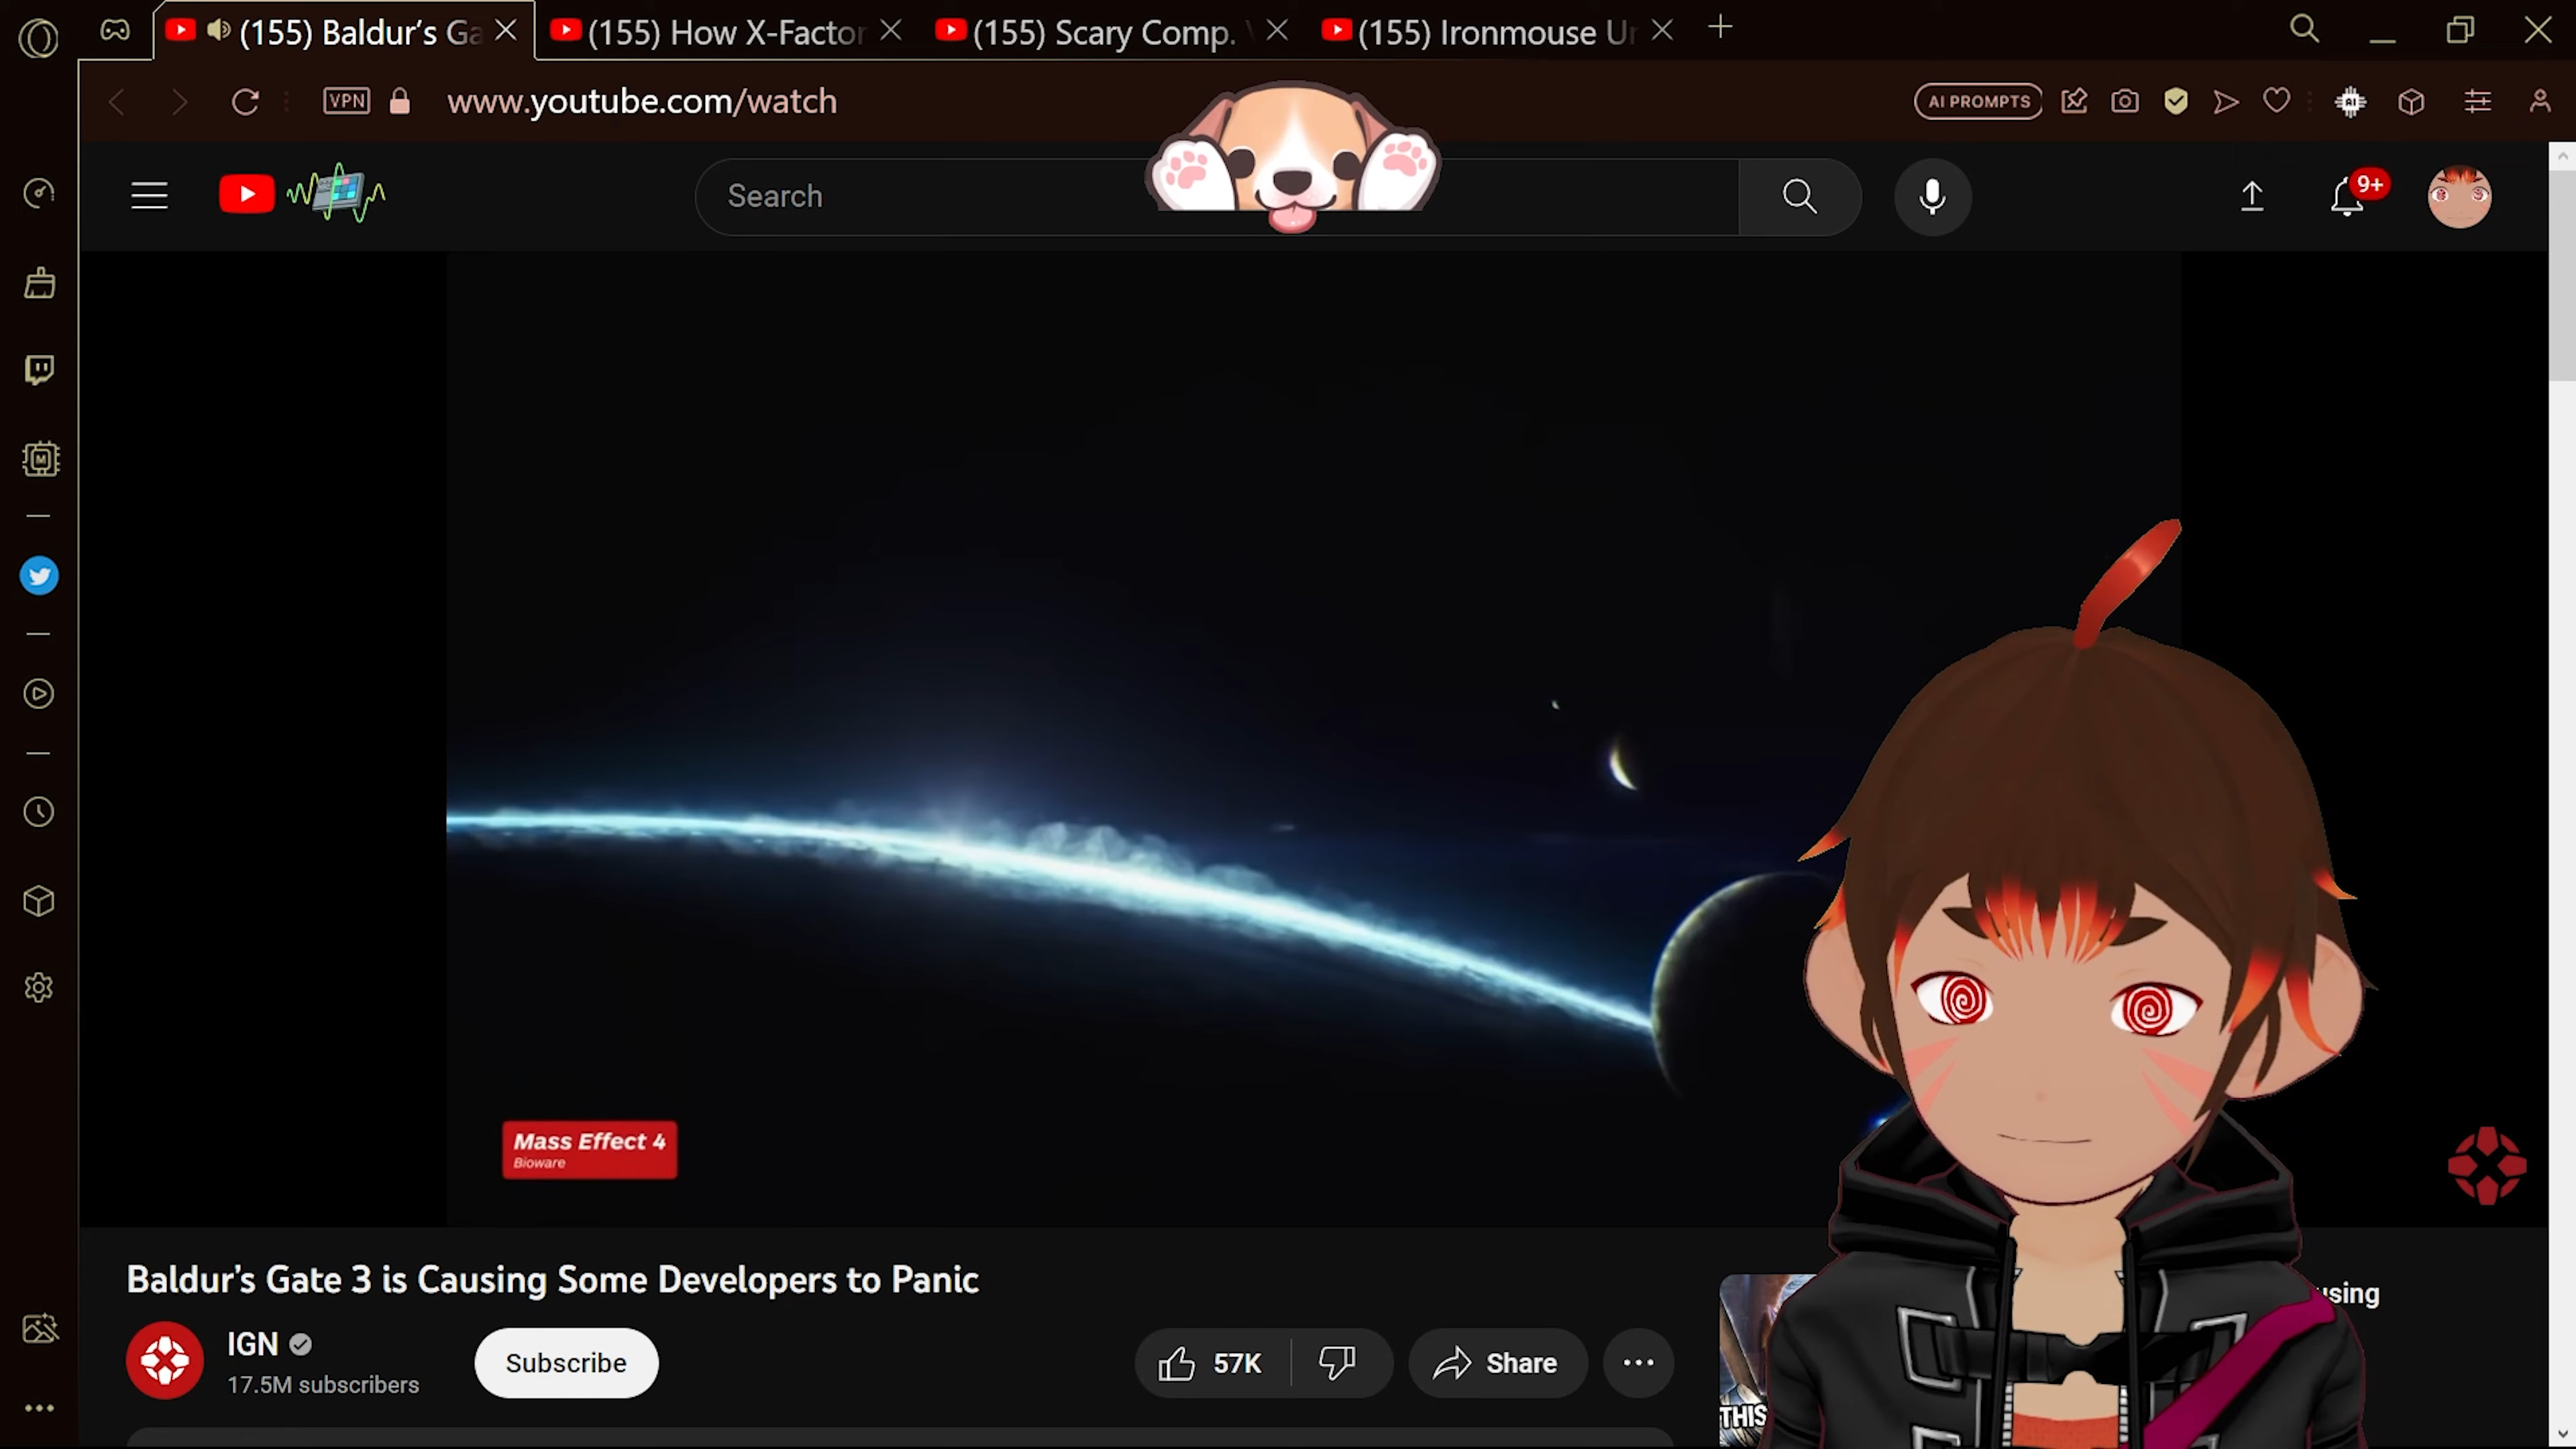 (155) Baldur's Ga
(155) How X-Factor
(155) Scary Comp.
(155) Ironmouse Ur
VPN
www.youtube.com/watch
AI PROMPTS
Search
9+
Mass Effect 4
Bioware
Baldur's Gate 3 is Causing Some Developers to Panic
IGN
17.5M subscribers
Subscribe
57K
Share
using
THIS